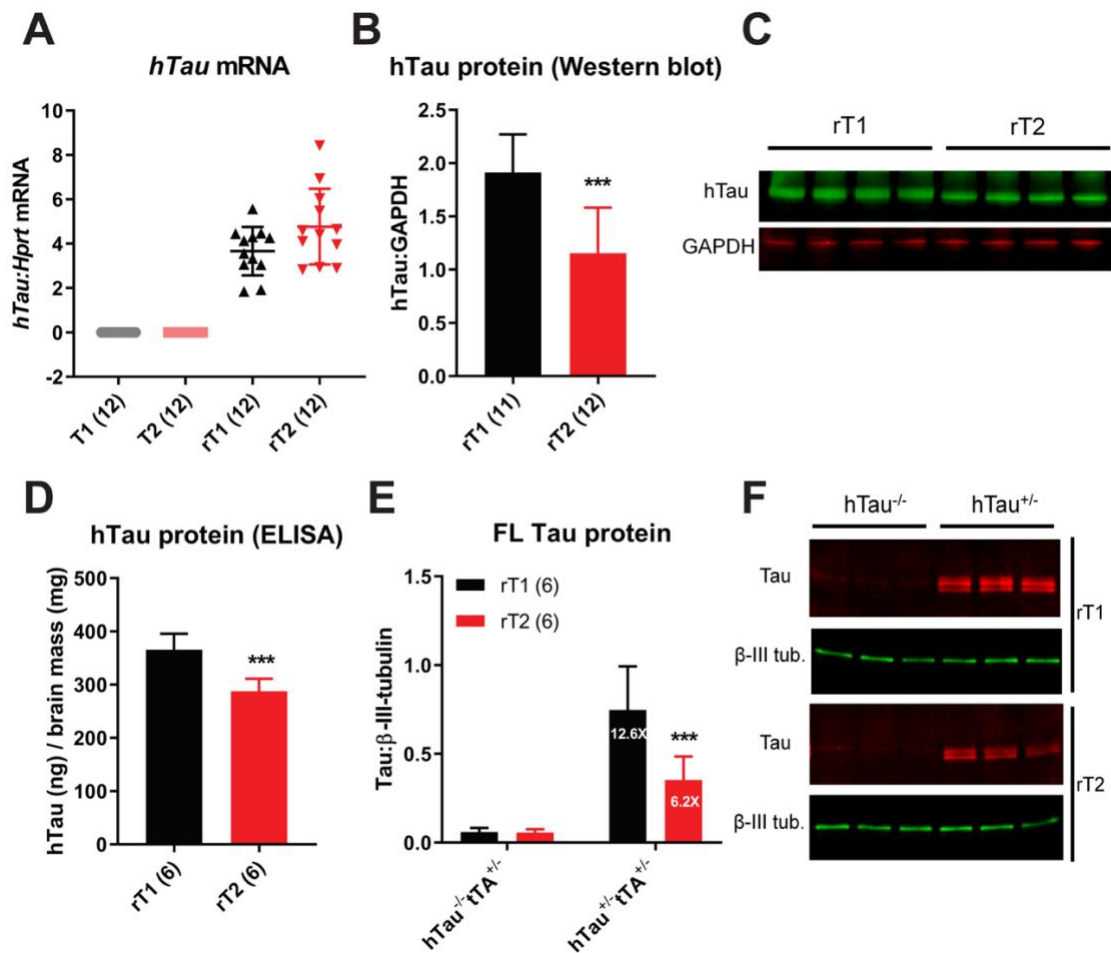 A
hTau mRNA
hTau:Hprt mRNA
10
8
6
4
2
0
-2
T1 (12)
T2 (12)
rT1 (12)
rT2 (12)
B
hTau protein (Western blot)
hTau:GAPDH
2.5
2.0
1.5
1.0
0.5
0.0
***
rT1 (11)
rT2 (12)
C
rT1
rT2
hTau
GAPDH
D
hTau protein (ELISA)
hTau (ng) / brain mass (mg)
500
400
300
200
100
0
***
rT1 (6)
rT2 (6)
E
FL Tau protein
Tau:β-III-tubulin
1.5
1.0
0.5
0.0
rT1 (6)
rT2 (6)
12.6X
***
6.2X
hTau-/-tTA+/-
hTau+/-tTA+/-
F
hTau-/-
hTau+/-
Tau
β-III tub.
rT1
Tau
β-III tub.
rT2